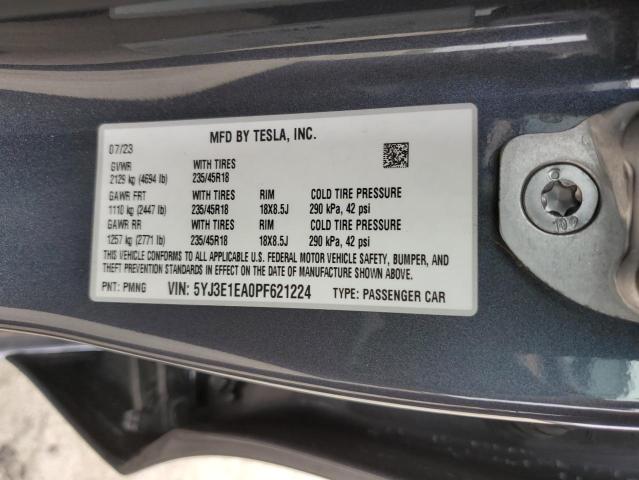 MFD BY TESLA, INC.
07/23
GVWR WITH TIRES
2129 kg (4694 lb) 235/45R18
GAWR FRT WITH TIRES RIM COLD TIRE PRESSURE
1110 kg (2447 lb) 235/45R18 18X8.5J 290 kPa, 42 psi
GAWR RR WITH TIRES RIM COLD TIRE PRESSURE
1257 kg (2771 lb) 235/45R18 18X8.5J 290 kPa, 42 psi
THIS VEHICLE CONFORMS TO ALL APPLICABLE U.S. FEDERAL MOTOR VEHICLE SAFETY, BUMPER, AND
THEFT PREVENTION STANDARDS IN EFFECT ON THE DATE OF MANUFACTURE SHOWN ABOVE.
PNT: PMNG VIN: 5YJ3E1EA0PF621224 TYPE: PASSENGER CAR